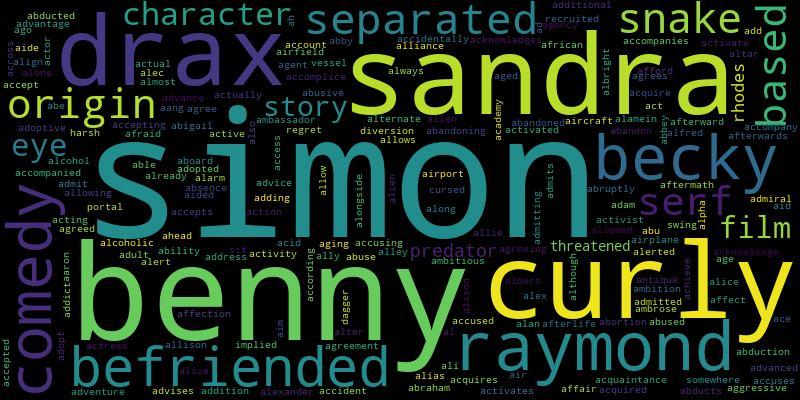 simon
sandra
benny
curly
drax
becky
raymond
befriended
comedy
separated
origin
snake
based
serf
film
character
story
eye
predator
rhodes
threatened
abducted
advantage
ago
aide
align
alone
accept
across
actor
actual
alec
almost
ah
account
abby
airfield
agent
vessel
accomplice
abusive
ambassador
regret
accidentally
alliance
always
acknowledges
ad
agency
recruited
additional
african
accompanies
activate
add
altar
afford
agrees
acquire
albright
act
afterward
aged
academy
alternate
alien
diversion
abandoning
allows
abandoned
aircraft
activated
alamein
abandon
alfred
abbey
accompany
afterwards
adoptive
abe
aang
agree
advance
actually
harsh
accepting
abigail
afraid
active
also
access
alcohol
able
adopted
already
aboard
alarm
advice
allow
airport
cursed
alien
along
alongside
admits
admitting
abruptly
aftermath
admiral
adam
aid
alpha
accompanied
admit
allowing
portal
acting
agreed
absence
aided
accepts
action
adding
alcoholic
ahead
adult
ability
acid
aging
accusing
alley
allie
agreeing
activist
allowed
abu
swing
airplane
alerted
acknowledge
age
alert
address
activity
according
ally
abuse
ambitious
although
antique
ambition
achieve
alice
affect
addict
aaron
affection
dagger
alison
albert
alex
admitted
ambrose
ace
aim
alter
accused
alan
afterlife
abortion
abused
al
actress
allison
implied
agreement
adopt
accepted
alive
ali
acquaintance
somewhere
abduction
advanced
adventure
advises
addition
alexander
accident
abraham
alias
acquires
air
activates
affair
acquired
abducts
accuses
aggressive
sit